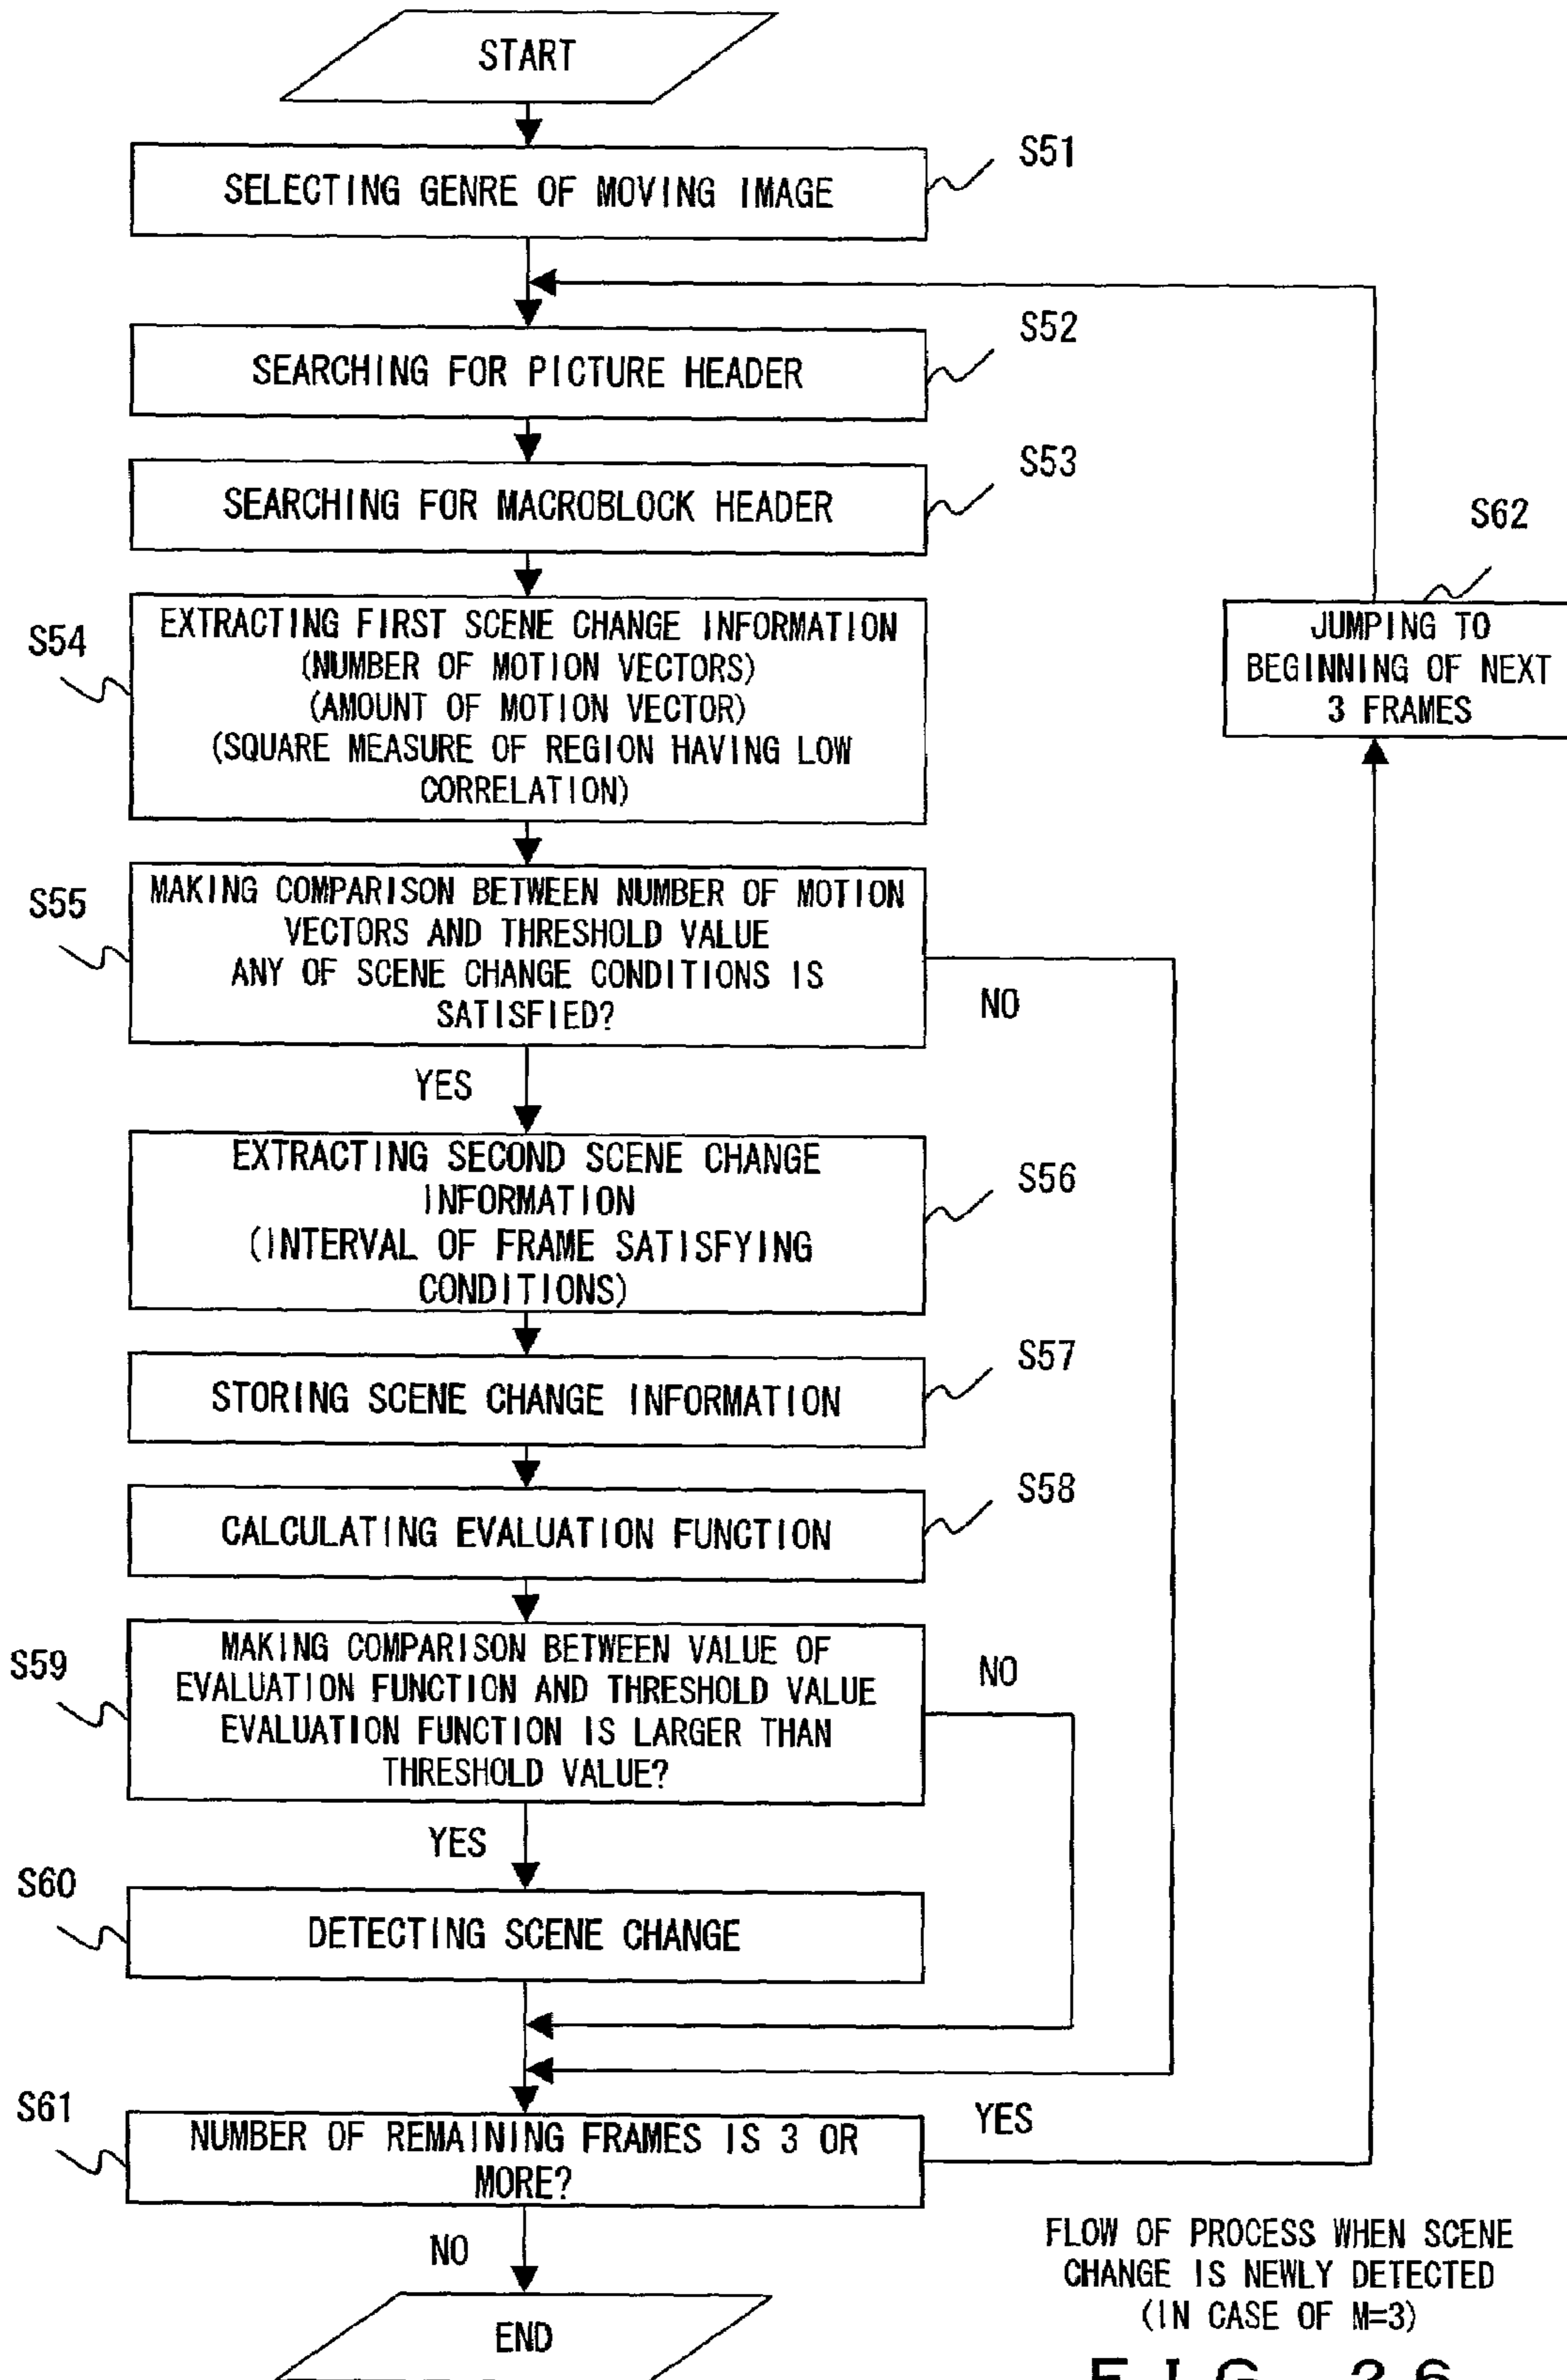 START
S51
SELECTING GENRE OF MOVING IMAGE
S52
SEARCHING FOR PICTURE HEADER
S53
SEARCHING FOR MACROBLOCK HEADER
S62
JUMPING TO
BEGINNING OF NEXT
3 FRAMES
S54
EXTRACTING FIRST SCENE CHANGE INFORMATION
(NUMBER OF MOTION VECTORS)
(AMOUNT OF MOTION VECTOR)
(SQUARE MEASURE OF REGION HAVING LOW
CORRELATION)
S55
MAKING COMPARISON BETWEEN NUMBER OF MOTION
VECTORS AND THRESHOLD VALUE
ANY OF SCENE CHANGE CONDITIONS IS
SATISFIED?
NO
YES
EXTRACTING SECOND SCENE CHANGE
INFORMATION
(INTERVAL OF FRAME SATISFYING
CONDITIONS)
S56
S57
STORING SCENE CHANGE INFORMATION
S58
CALCULATING EVALUATION FUNCTION
S59
MAKING COMPARISON BETWEEN VALUE OF
EVALUATION FUNCTION AND THRESHOLD VALUE
EVALUATION FUNCTION IS LARGER THAN
THRESHOLD VALUE?
NO
YES
S60
DETECTING SCENE CHANGE
S61
NUMBER OF REMAINING FRAMES IS 3 OR
MORE?
YES
NO
END
FLOW OF PROCESS WHEN SCENE
CHANGE IS NEWLY DETECTED
(IN CASE OF M=3)
FIG. 26